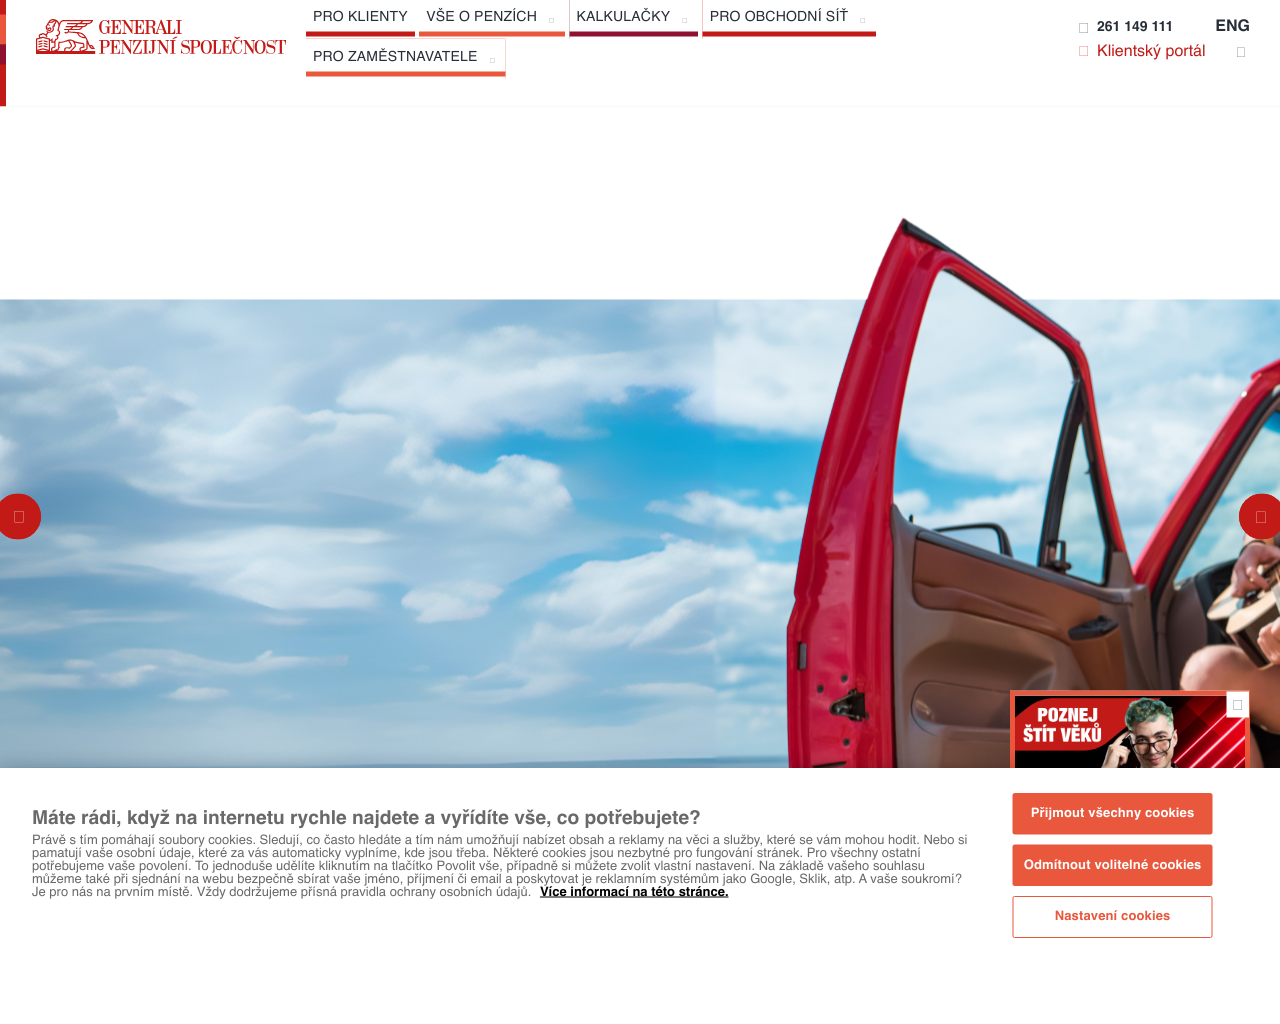 GENERALI
PENZIJNÍ SPOLEČNOST
PRO KLIENTY
VŠE O PENZÍCH
KALKULAČKY
PRO OBCHODNÍ SÍŤ
PRO ZAMĚSTNAVATELE
261 149 111
ENG
Klientský portál
POZNEJ
ŠTÍT VĚKŮ
Máte rádi, když na internetu rychle najdete a vyřídíte vše, co potřebujete?
Právě s tím pomáhají soubory cookies. Sledují, co často hledáte a tím nám umožňují nabízet obsah a reklamy na věci a služby, které se vám mohou hodit. Nebo si
pamatují vaše osobní údaje, které za vás automaticky vyplníme, kde jsou třeba. Některé cookies jsou nezbytné pro fungování stránek. Pro všechny ostatní
potřebujeme vaše povolení. To jednoduše udělíte kliknutím na tlačítko Povolit vše, případně si můžete zvolit vlastní nastavení. Na základě vašeho souhlasu
můžeme také při sjednání na webu bezpečně sbírat vaše jméno, příjmení či email a poskytovat je reklamním systémům jako Google, Sklik, atp. A vaše soukromí?
Je pro nás na prvním místě. Vždy dodržujeme přísná pravidla ochrany osobních údajů. Více informací na této stránce.
Přijmout všechny cookies
Odmítnout volitelné cookies
Nastavení cookies